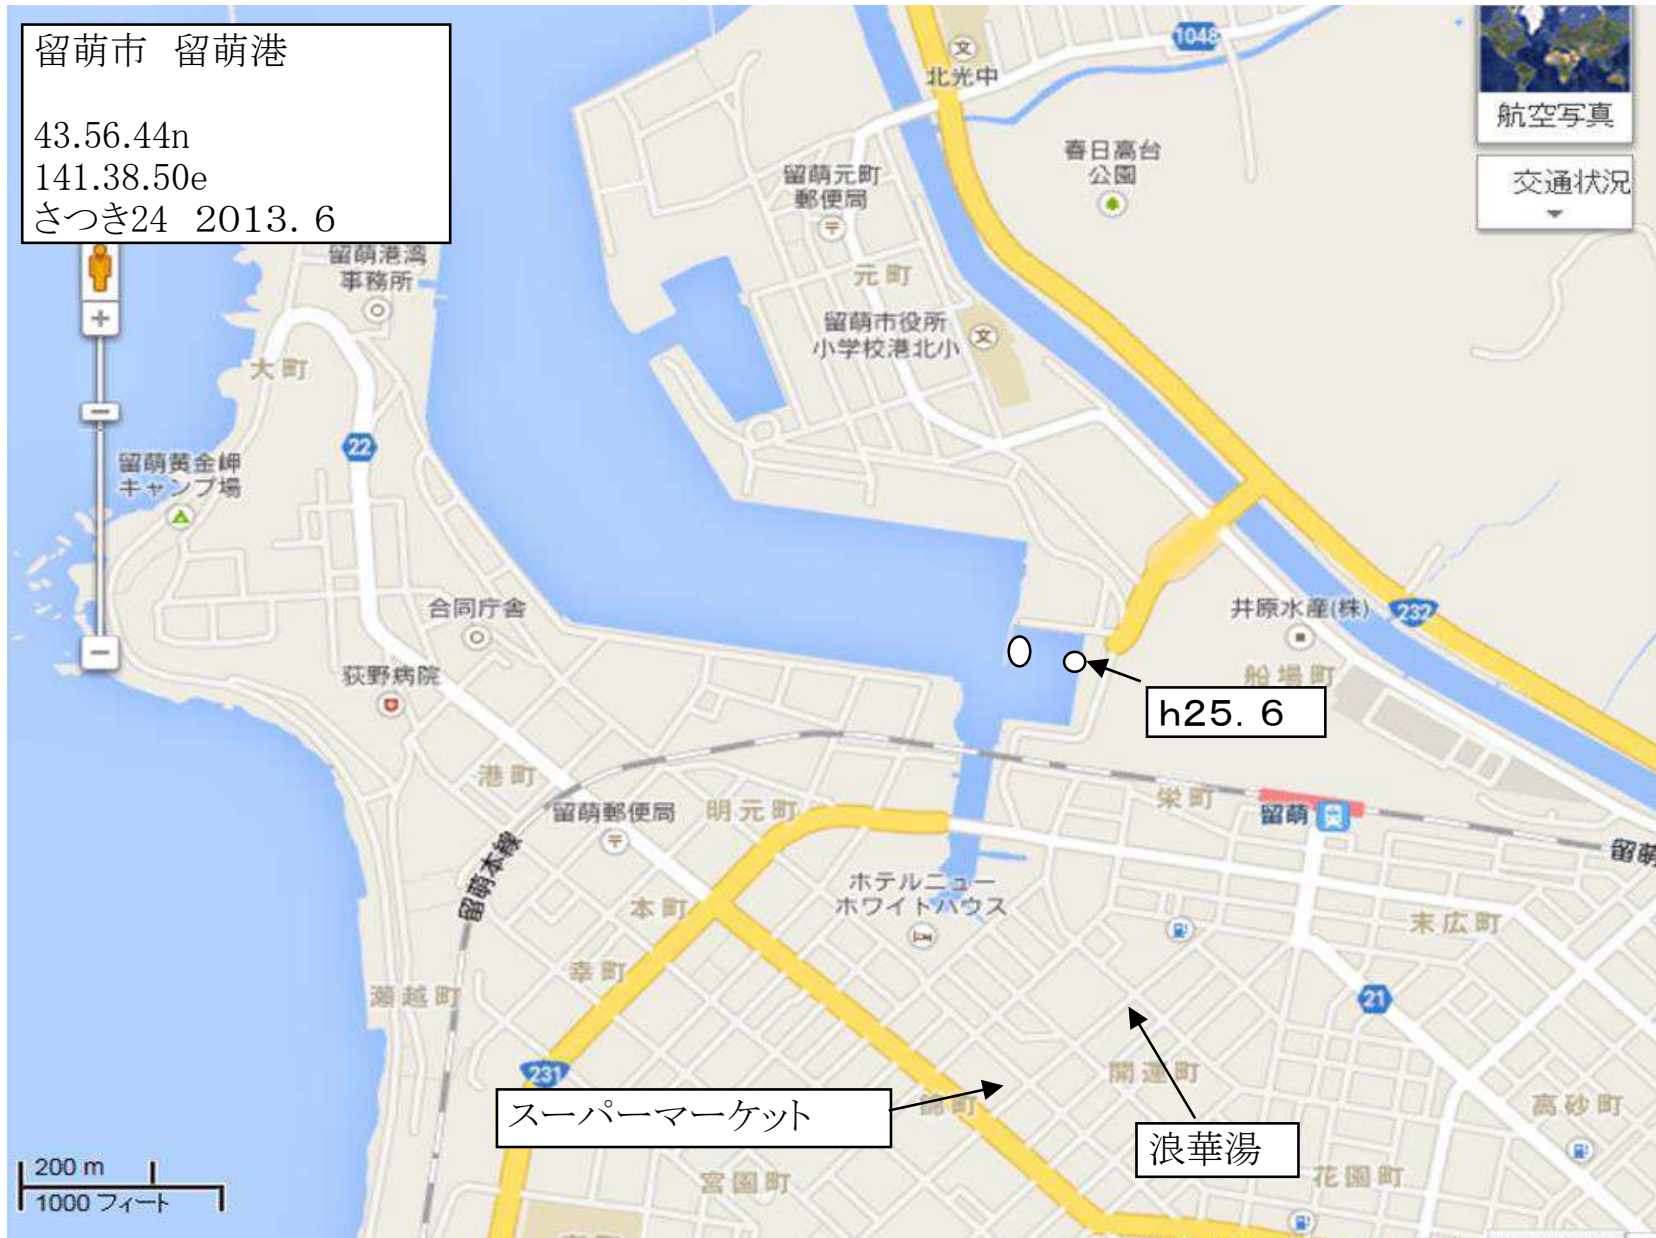 留萌市　留萌港
43.56.44n
141.38.50e
さつき24　2013. 6
1048
北光中
航空写真
交通状況
春日高台
公園
留萌元町
郵便局
留萌港湾
事務所
元町
留萌市役所
小学校港北小
大町
22
留萌黄金岬
キャンプ場
合同庁舎
井原水産(株)
232
荻野病院
船場町
h25. 6
港町
留萌郵便局
明元町
栄町
留萌
留萌本線
留萌
ホテルニュー
ホワイトハウス
本町
末広町
幸町
瀬越町
21
231
開運町
スーパーマーケット
錦町
高砂町
浪華湯
200 m
1000 フィート
宮園町
花園町